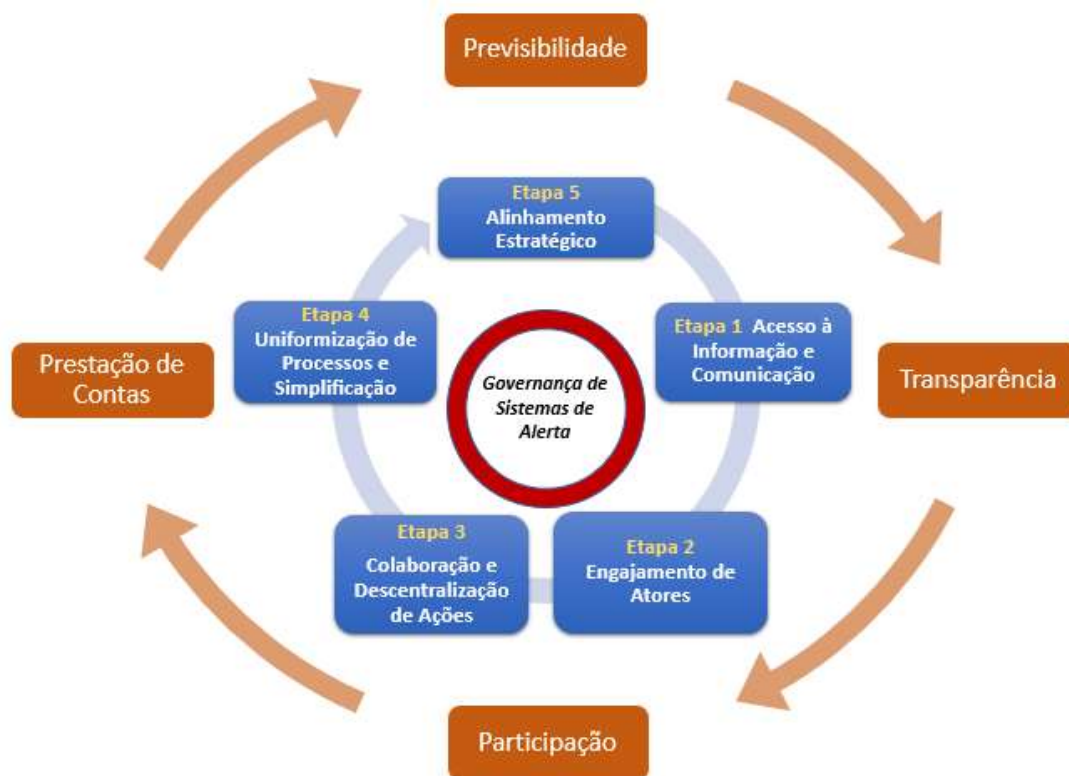 Previsibilidade
Etapa 5
Alinhamento
Estratégico
Etapa 4
Uniformização de
Processos e
Simplificação
Etapa 1 Acesso à
Informação e
Comunicação
Prestação de
Contas
Governança de
Sistemas de
Alerta
Transparência
Etapa 3
Colaboração e
Descentralização
de Ações
Etapa 2
Engajamento de
Atores
Participação